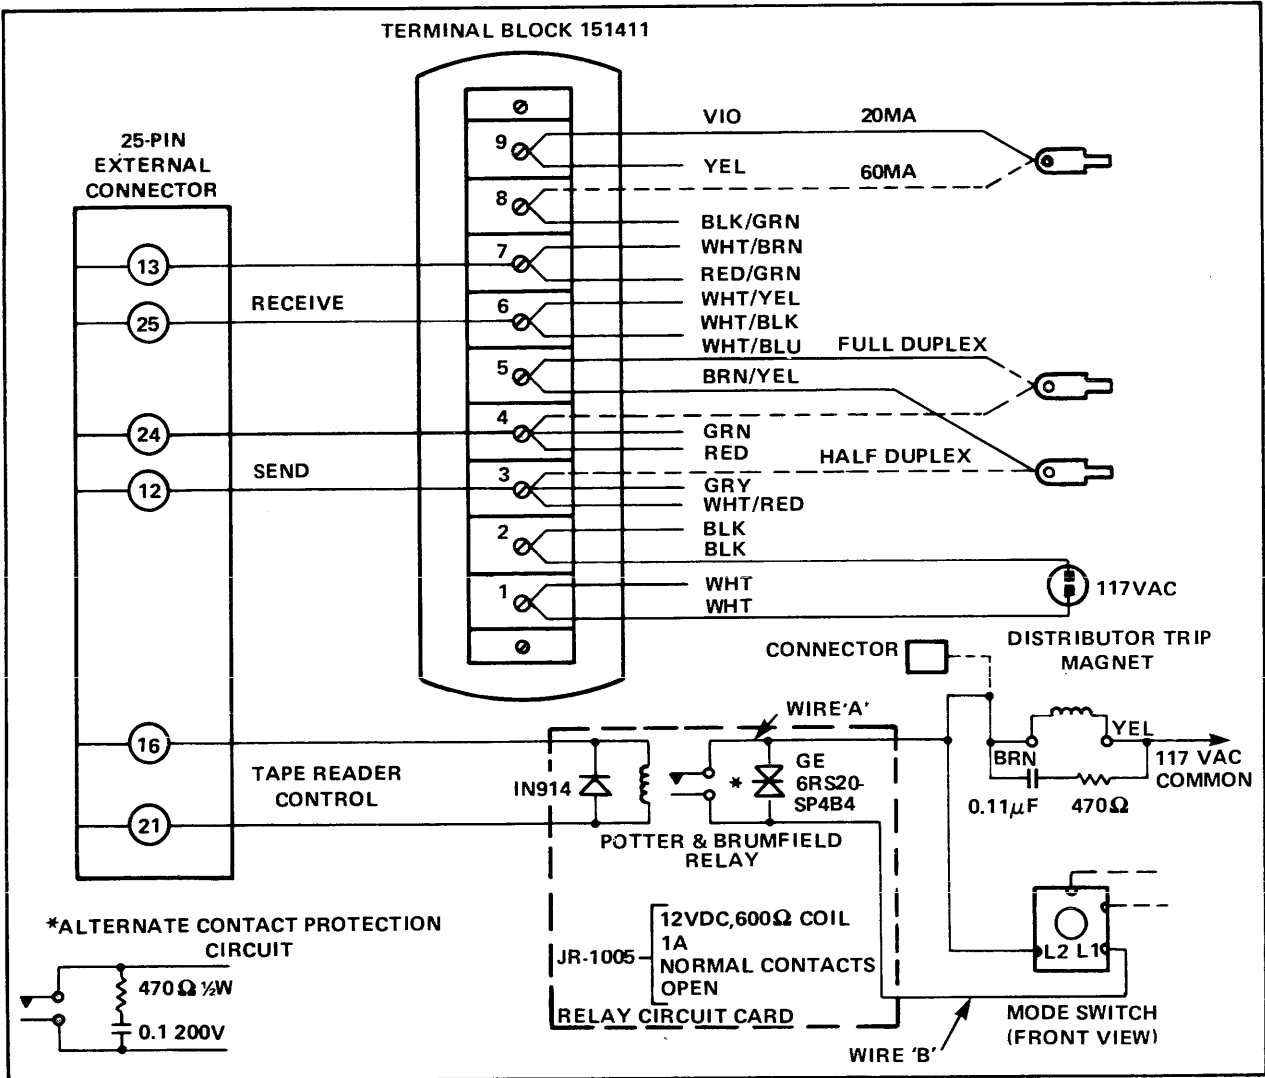 TERMINAL BLOCK 151411
25-PIN
EXTERNAL
CONNECTOR
9
VIO
20MA
YEL
60MA
8
BLK/GRN
13
7
WHT/BRN
RED/GRN
RECEIVE
25
6
WHT/YEL
WHT/BLK
5
WHT/BLU
FULL DUPLEX
BRN/YEL
24
4
GRN
RED
HALF DUPLEX
SEND
12
3
GRY
WHT/RED
2
BLK
BLK
117VAC
1
WHT
WHT
CONNECTOR
DISTRIBUTOR TRIP
MAGNET
WIRE 'A'
16
TAPE READER
CONTROL
21
IN914
*
GE
6RS20-
SP4B4
POTTER & BRUMFIELD
RELAY
BRN
YEL
117 VAC
COMMON
0.11μF
470Ω
*ALTERNATE CONTACT PROTECTION
CIRCUIT
470Ω ½W
0.1 200V
JR-1005
12VDC,600Ω COIL
1A
NORMAL CONTACTS
OPEN
RELAY CIRCUIT CARD
L2 L1
MODE SWITCH
(FRONT VIEW)
WIRE 'B'